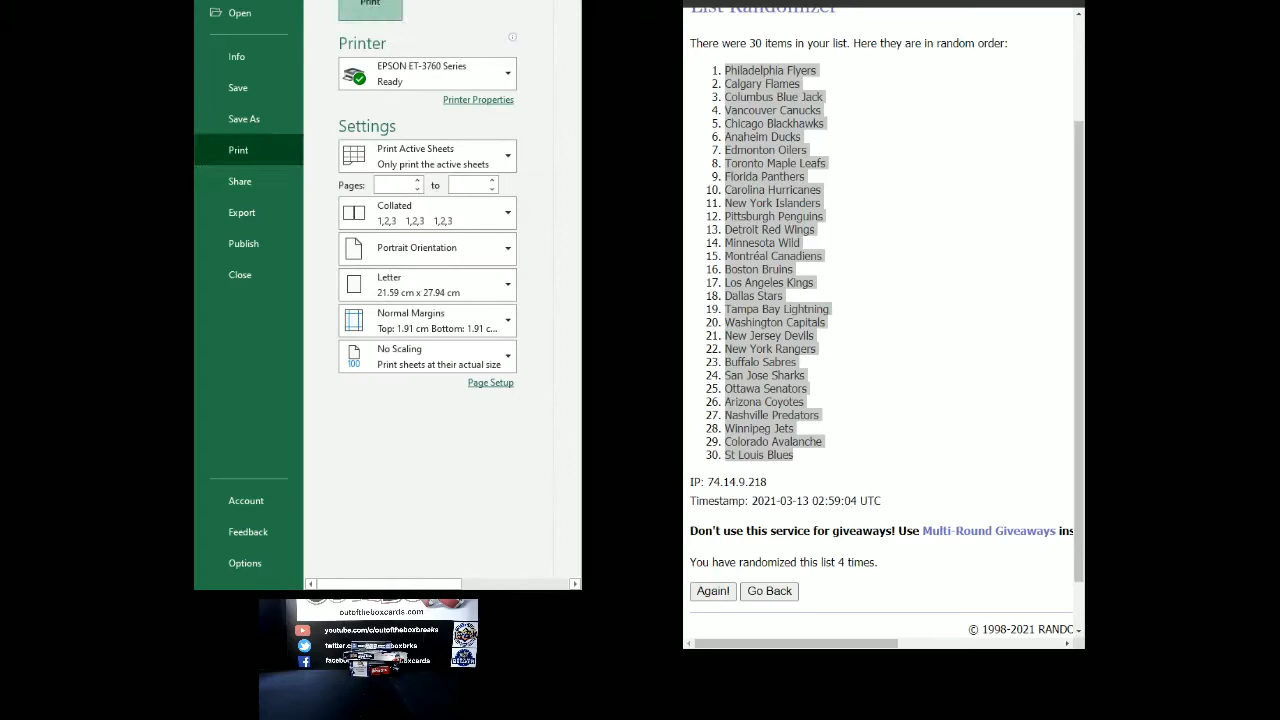 Print
Open
Info
Save
Save As
Print
Share
Export
Publish
Close
Account
Feedback
Options
Printer
EPSON ET-3760 Series
Ready
Printer Properties
Settings
Print Active Sheets
Only print the active sheets
Pages: to
Collated
1,2,3 1,2,3 1,2,3
Portrait Orientation
Letter
21.59 cm x 27.94 cm
Normal Margins
Top: 1.91 cm Bottom: 1.91 c...
No Scaling
100 Print sheets at their actual size
Page Setup
List Randomizer
There were 30 items in your list. Here they are in random order:
1. Philadelphia Flyers
2. Calgary Flames
3. Columbus Blue Jack
4. Vancouver Canucks
5. Chicago Blackhawks
6. Anaheim Ducks
7. Edmonton Oilers
8. Toronto Maple Leafs
9. Florida Panthers
10. Carolina Hurricanes
11. New York Islanders
12. Pittsburgh Penguins
13. Detroit Red Wings
14. Minnesota Wild
15. Montréal Canadiens
16. Boston Bruins
17. Los Angeles Kings
18. Dallas Stars
19. Tampa Bay Lightning
20. Washington Capitals
21. New Jersey Devils
22. New York Rangers
23. Buffalo Sabres
24. San Jose Sharks
25. Ottawa Senators
26. Arizona Coyotes
27. Nashville Predators
28. Winnipeg Jets
29. Colorado Avalanche
30. St Louis Blues
IP: 74.14.9.218
Timestamp: 2021-03-13 02:59:04 UTC
Don't use this service for giveaways! Use Multi-Round Giveaways ins
You have randomized this list 4 times.
Again! Go Back
© 1998-2021 RANDO
outoftheboxcards.com
youtube.com/c/outoftheboxbreaks